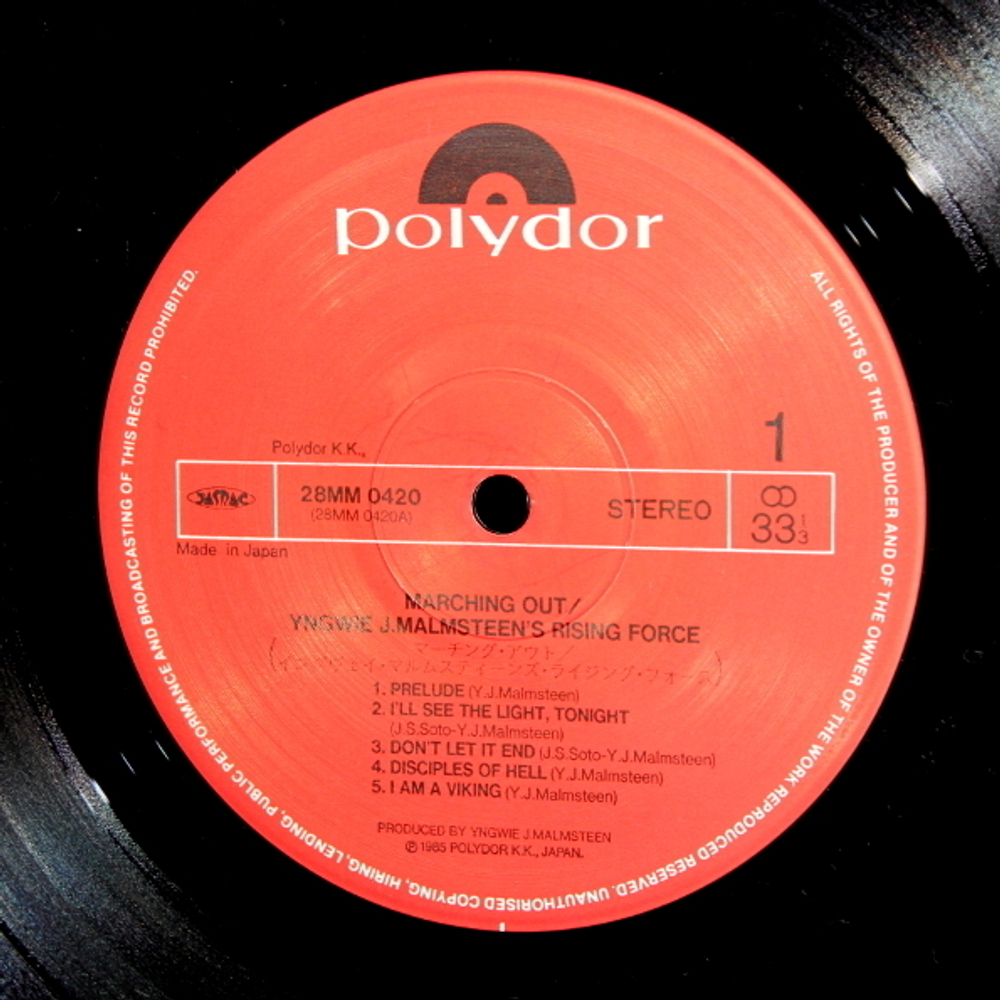 polydor
1
Polydor K.K.,
JASRAC
28MM 0420
(28MM 0420A)
STEREO
33 1/3
Made in Japan
MARCHING OUT/
YNGWIE J.MALMSTEEN'S RISING FORCE
(マーチング・アウト/
イングヴェイ・マルムスティーンズ・ライジング・フォース)
1. PRELUDE (Y.J.Malmsteen)
2. I'LL SEE THE LIGHT, TONIGHT
(J.S.Soto-Y.J.Malmsteen)
3. DON'T LET IT END (J.S.Soto-Y.J.Malmsteen)
4. DISCIPLES OF HELL (Y.J.Malmsteen)
5. I AM A VIKING (Y.J.Malmsteen)
PRODUCED BY YNGWIE J.MALMSTEEN
℗ 1985 POLYDOR K.K., JAPAN.
ALL RIGHTS OF THE PRODUCER AND OF THE OWNER OF THE WORK REPRODUCED RESERVED. UNAUTHORISED COPYING, HIRING, LENDING, PUBLIC PERFORMANCE AND BROADCASTING OF THIS RECORD PROHIBITED.